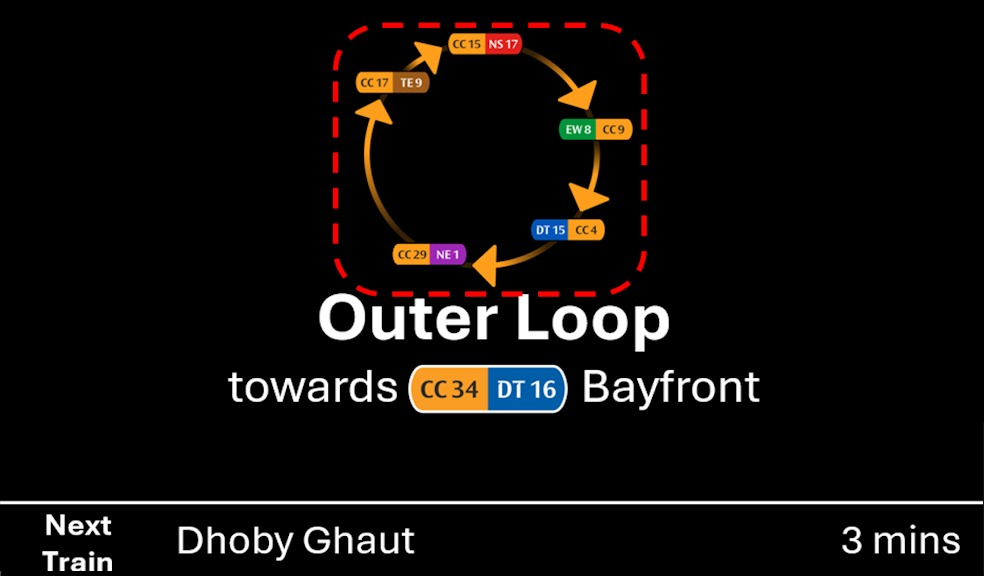 CC 15 NS 17
CC 17 TE 9
EW 8 CC 9
DT 15 CC 4
CC 29 NE 1
Outer Loop
towards CC 34 DT 16 Bayfront
Next
Train
Dhoby Ghaut 3 mins